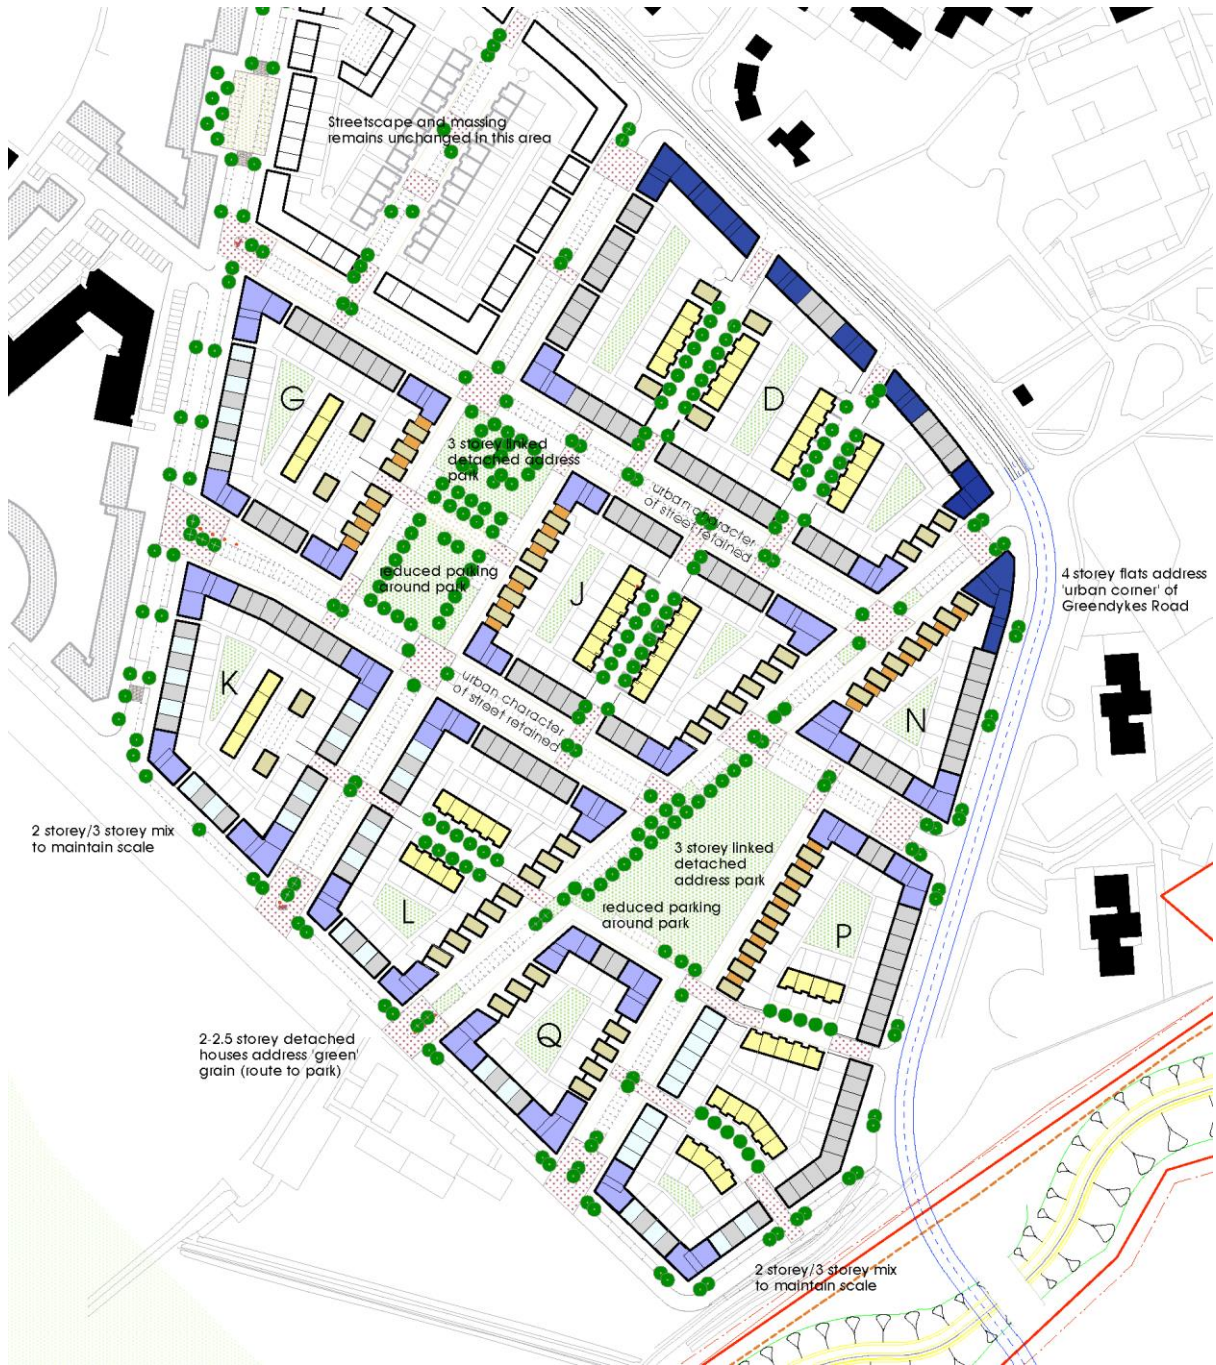 Streetscape and massing
remains unchanged in this area
D
G
3 storey linked
detached address
park
urban character
of street retained
reduced parking
around park
J
4 storey flats address
'urban corner' of
Greendykes Road
K
urban character
of street retained
N
2 storey/3 storey mix
to maintain scale
3 storey linked
detached
address park
reduced parking
around park
L
P
Q
2-2.5 storey detached
houses address 'green'
grain (route to park)
2 storey/3 storey mix
to maintain scale